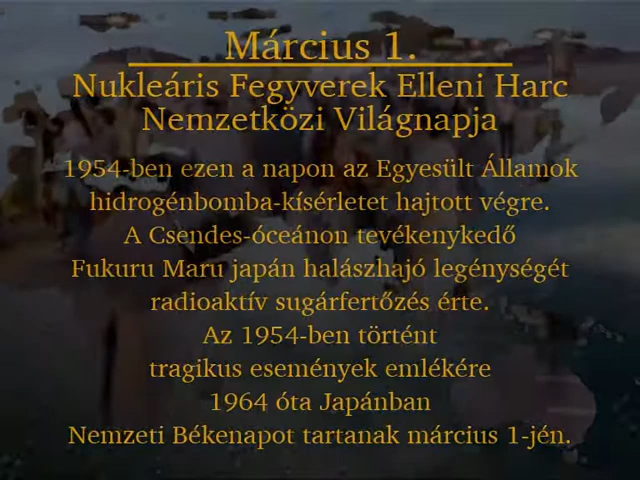 Március 1.
Nukleáris Fegyverek Elleni Harc
Nemzetközi Világnapja
1954-ben ezen a napon az Egyesült Államok
hidrogénbomba-kísérletet hajtott végre.
A Csendes-óceánon tevékenykedő
Fukuru Maru japán halászhajó legénységét
radioaktív sugárfertőzés érte.
Az 1954-ben történt
tragikus események emlékére
1964 óta Japánban
Nemzeti Békenapot tartanak március 1-jén.